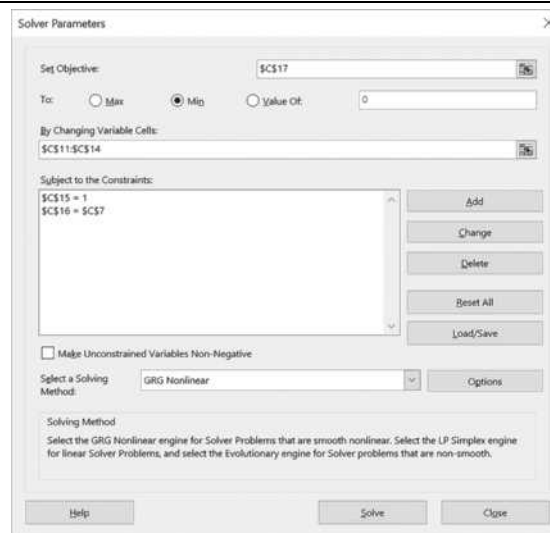 Solver Parameters
Set Objective: $C$17
To: Max Min Value Of: 0
By Changing Variable Cells:
$C$11:$C$14
Subject to the Constraints:
$C$15 = 1
$C$16 = $C$7
Add
Change
Delete
Reset All
Load/Save
Make Unconstrained Variables Non-Negative
Select a Solving Method: GRG Nonlinear Options
Solving Method
Select the GRG Nonlinear engine for Solver Problems that are smooth nonlinear. Select the LP Simplex engine
for linear Solver Problems, and select the Evolutionary engine for Solver problems that are non-smooth.
Help Solve Close